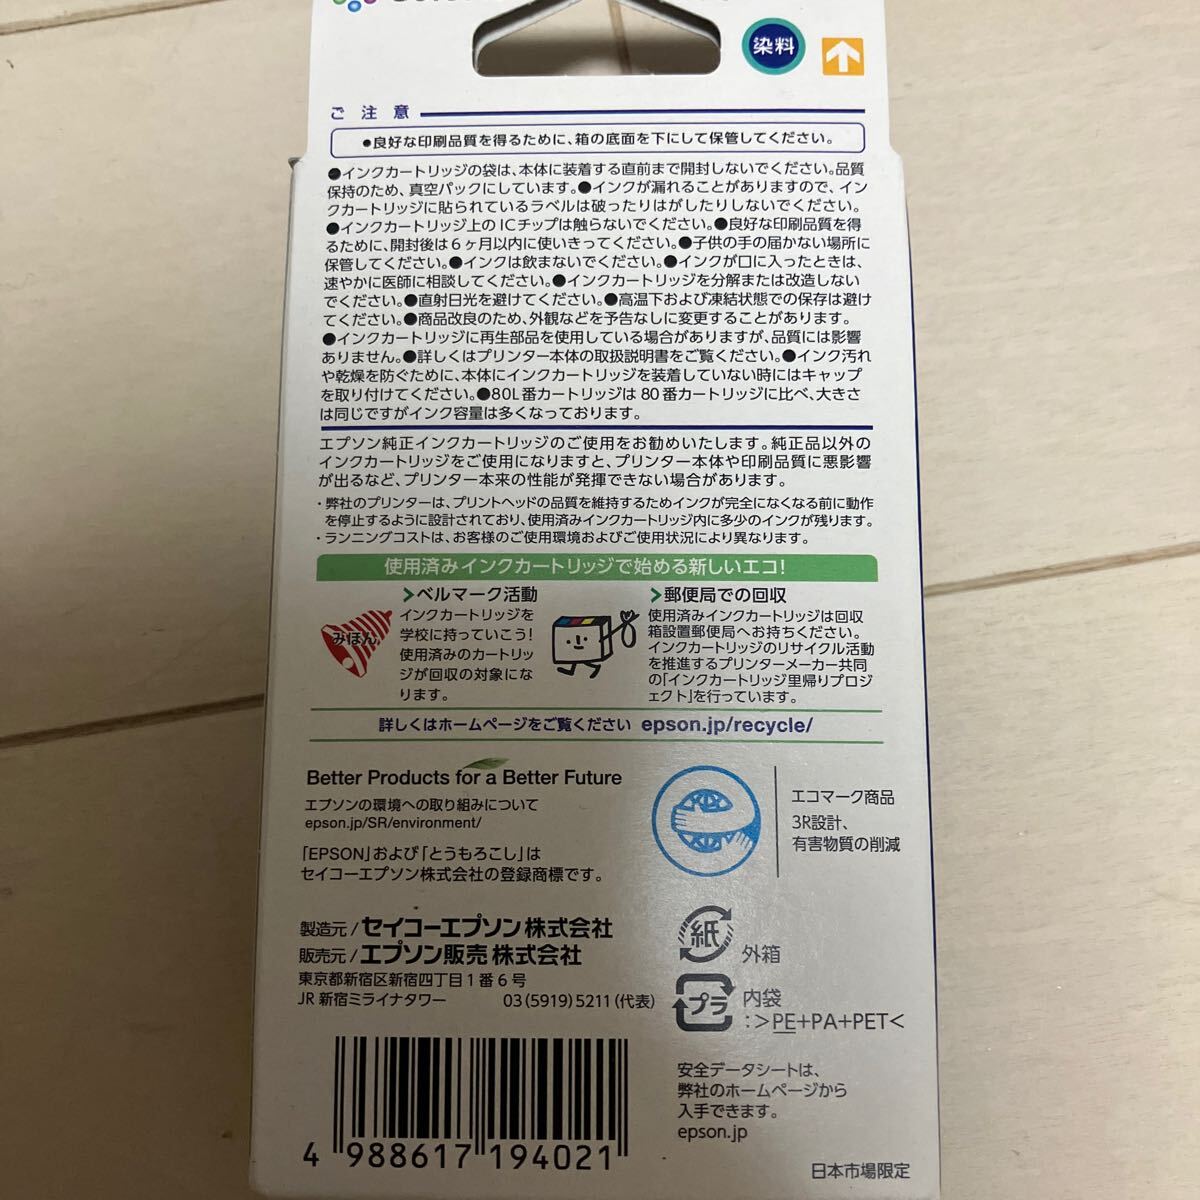 染料
ご注意
●良好な印刷品質を得るために、箱の底面を下にして保管してください。
●インクカートリッジの袋は、本体に装着する直前まで開封しないでください。品質
保持のため、真空パックにしています。●インクが漏れることがありますので、イン
クカートリッジに貼られているラベルは破ったりはがしたりしないでください。
●インクカートリッジ上のICチップは触らないでください。●良好な印刷品質を得
るために、開封後は6ヶ月以内に使いきってください。●子供の手の届かない場所に
保管してください。●インクは飲まないでください。●インクが口に入ったときは、
速やかに医師に相談してください。●インクカートリッジを分解または改造しない
でください。●直射日光を避けてください。●高温下および凍結状態での保存は避け
てください。●商品改良のため、外観などを予告なしに変更することがあります。
●インクカートリッジに再生部品を使用している場合がありますが、品質には影響
ありません。●詳しくはプリンター本体の取扱説明書をご覧ください。●インク汚れ
や乾燥を防ぐために、本体にインクカートリッジを装着していない時にはキャップ
を取り付けてください。●80L番カートリッジは80番カートリッジに比べ、大きさ
は同じですがインク容量は多くなっております。
エプソン純正インクカートリッジのご使用をお勧めいたします。純正品以外の
インクカートリッジをご使用になりますと、プリンター本体や印刷品質に悪影響
が出るなど、プリンター本来の性能が発揮できない場合があります。
・弊社のプリンターは、プリントヘッドの品質を維持するためインクが完全になくなる前に動作
を停止するように設計されており、使用済みインクカートリッジ内に多少のインクが残ります。
・ランニングコストは、お客様のご使用環境およびご使用状況により異なります。
使用済みインクカートリッジで始める新しいエコ!
>ベルマーク活動
みほん
インクカートリッジを
学校に持っていこう!
使用済みのカートリッ
ジが回収の対象にな
ります。
>郵便局での回収
使用済みインクカートリッジは回収
箱設置郵便局へお持ちください。
インクカートリッジのリサイクル活動
を推進するプリンターメーカー共同
の「インクカートリッジ里帰りプロジ
ェクト」を行っています。
詳しくはホームページをご覧ください epson.jp/recycle/
Better Products for a Better Future
エプソンの環境への取り組みについて
epson.jp/SR/environment/
「EPSON」および「とうもろこし」は
セイコーエプソン株式会社の登録商標です。
エコマーク商品
3R設計、
有害物質の削減
製造元/セイコーエプソン株式会社
販売元/エプソン販売株式会社
東京都新宿区新宿四丁目1番6号
JR新宿ミライナタワー 03(5919)5211(代表)
紙
外箱
プラ
内袋
:>PE+PA+PET<
安全データシートは、
弊社のホームページから
入手できます。
epson.jp
4 988617 194021
日本市場限定